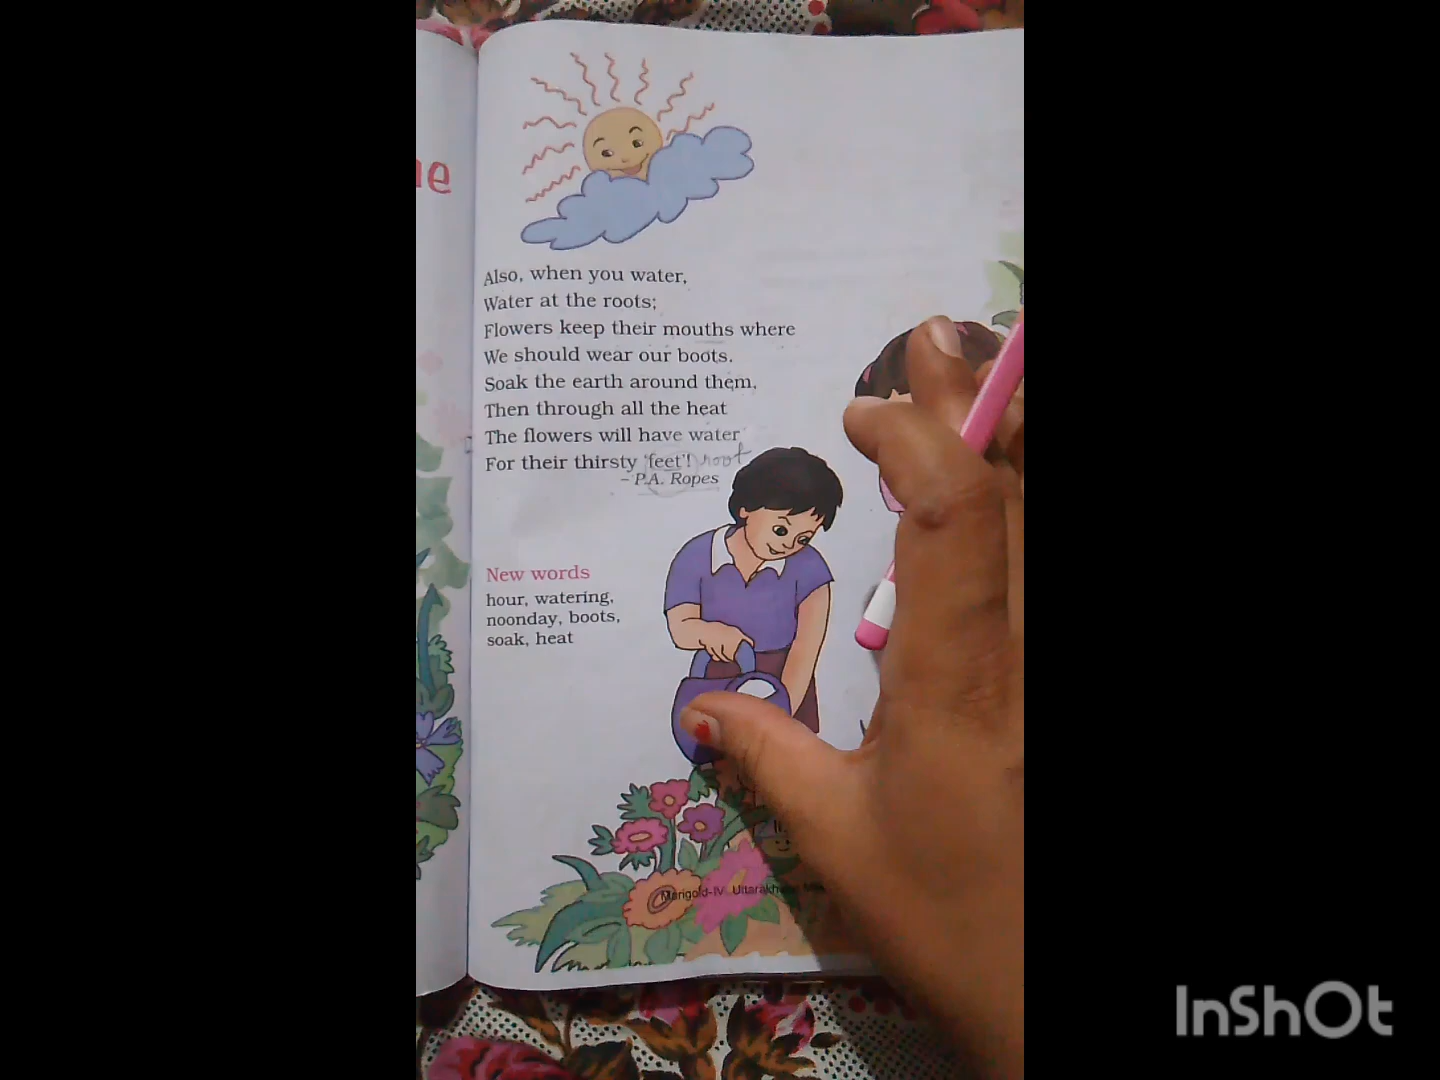 Also, when you water,
Water at the roots;
Flowers keep their mouths where
We should wear our boots.
Soak the earth around them,
Then through all the heat
The flowers will have water
For their thirsty 'feet'! root
– P.A. Ropes
New words
hour, watering,
noonday, boots,
soak, heat
Marigold-IV
InShOt